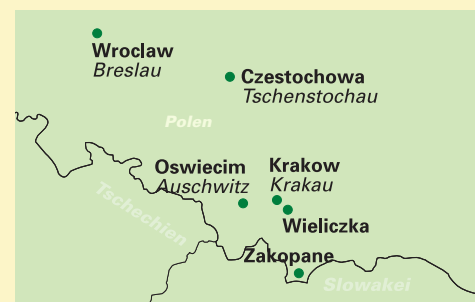 Wroclaw
Breslau
Czestochowa
Tschenstochau
Polen
Oswiecim
Auschwitz
Krakow
Krakau
Tschechien
Wieliczka
Zakopane
Slowakei